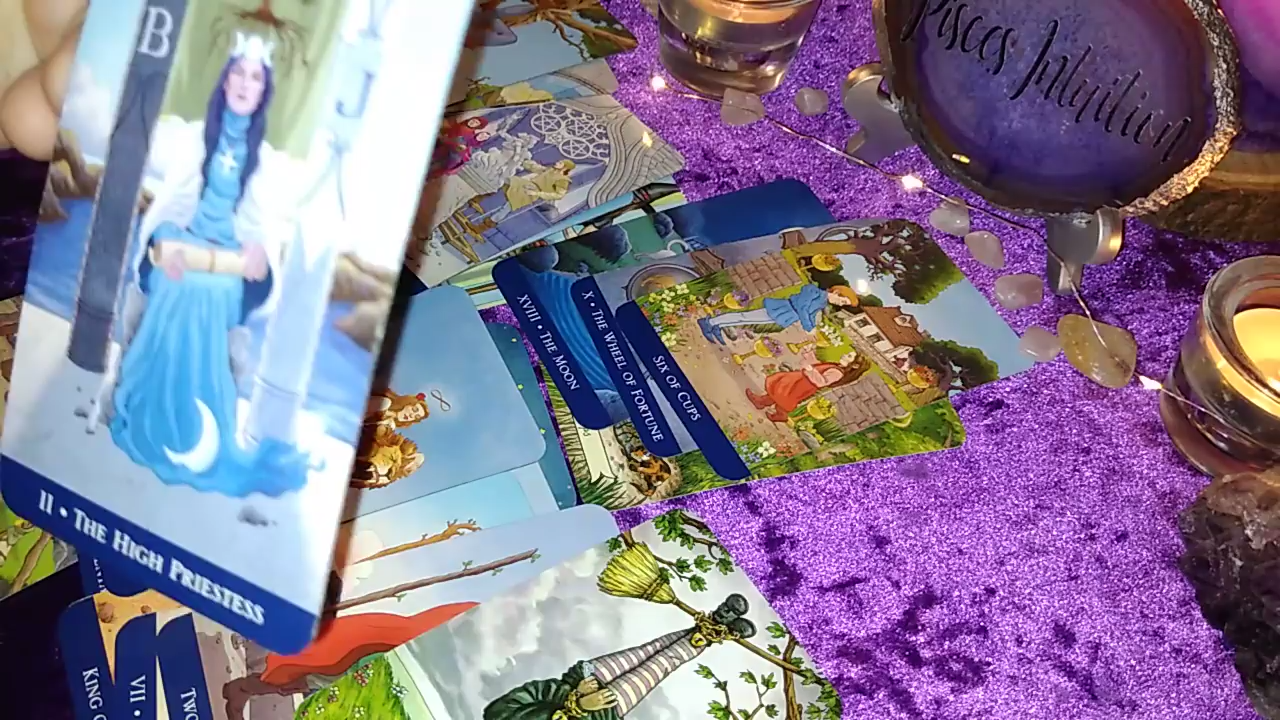 B
J
Pisces Intuition
II • THE HIGH PRIESTESS
XVIII • THE MOON
X • THE WHEEL OF FORTUNE
SIX OF CUPS
KING
VII •
TWO